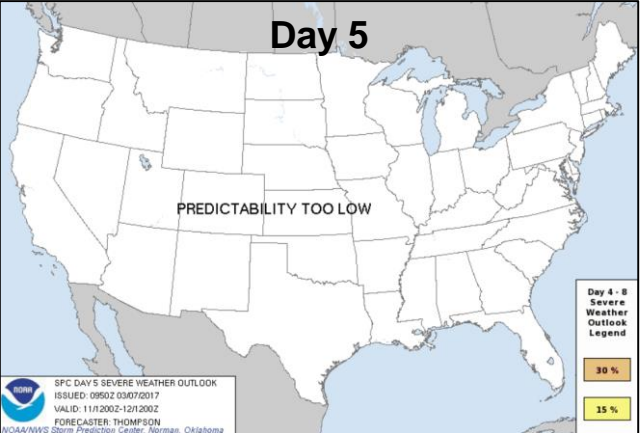 Day 5
PREDICTABILITY TOO LOW
Day 4 - 8
Severe
Weather
Outlook
Legend
30 %
15 %
NOAA
SPC DAY 5 SEVERE WEATHER OUTLOOK
ISSUED: 0950Z 03/07/2017
VALID: 11/1200Z-12/1200Z
FORECASTER: THOMPSON
NOAA/NWS Storm Prediction Center, Norman, Oklahoma